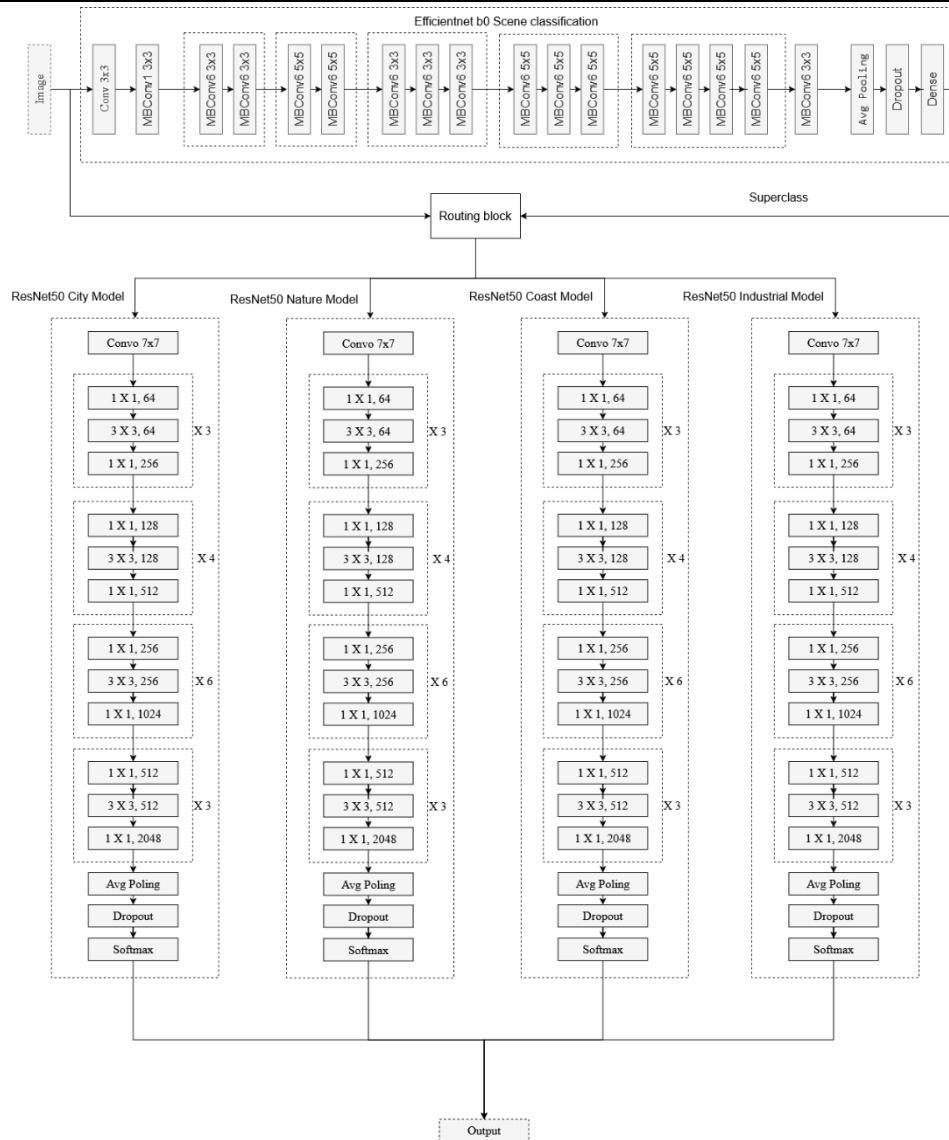 Efficientnet b0 Scene classification
Image
Conv 3x3
MBConv1 3x3
MBConv6 3x3
MBConv6 3x3
MBConv6 5x5
MBConv6 5x5
MBConv6 3x3
MBConv6 3x3
MBConv6 3x3
MBConv6 5x5
MBConv6 5x5
MBConv6 5x5
MBConv6 5x5
MBConv6 5x5
MBConv6 5x5
MBConv6 5x5
MBConv6 3x3
Avg Pooling
Dropout
Dense
Superclass
Routing block
ResNet50 City Model
Convo 7x7
1 X 1, 64
3 X 3, 64
1 X 1, 256
X 3
1 X 1, 128
3 X 3, 128
1 X 1, 512
X 4
1 X 1, 256
3 X 3, 256
1 X 1, 1024
X 6
1 X 1, 512
3 X 3, 512
1 X 1, 2048
X 3
Avg Poling
Dropout
Softmax
ResNet50 Nature Model
Convo 7x7
1 X 1, 64
3 X 3, 64
1 X 1, 256
X 3
1 X 1, 128
3 X 3, 128
1 X 1, 512
X 4
1 X 1, 256
3 X 3, 256
1 X 1, 1024
X 6
1 X 1, 512
3 X 3, 512
1 X 1, 2048
X 3
Avg Poling
Dropout
Softmax
ResNet50 Coast Model
Convo 7x7
1 X 1, 64
3 X 3, 64
1 X 1, 256
X 3
1 X 1, 128
3 X 3, 128
1 X 1, 512
X 4
1 X 1, 256
3 X 3, 256
1 X 1, 1024
X 6
1 X 1, 512
3 X 3, 512
1 X 1, 2048
X 3
Avg Poling
Dropout
Softmax
ResNet50 Industrial Model
Convo 7x7
1 X 1, 64
3 X 3, 64
1 X 1, 256
X 3
1 X 1, 128
3 X 3, 128
1 X 1, 512
X 4
1 X 1, 256
3 X 3, 256
1 X 1, 1024
X 6
1 X 1, 512
3 X 3, 512
1 X 1, 2048
X 3
Avg Poling
Dropout
Softmax
Output